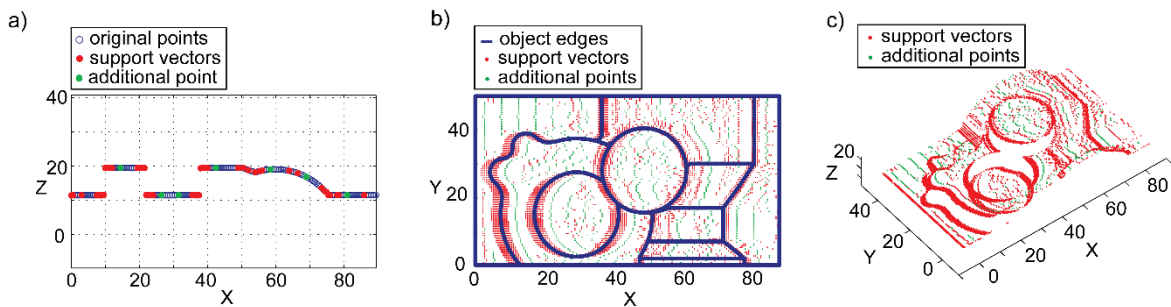 a)
original points
support vectors
additional point
40
20
Z
0
0 20 40 60 80
X
b)
object edges
support vectors
additional points
40
Y
20
0
0 20 40 60 80
X
c)
support vectors
additional points
20
Z
40
Y
20
0
0
20
40
60
80
X